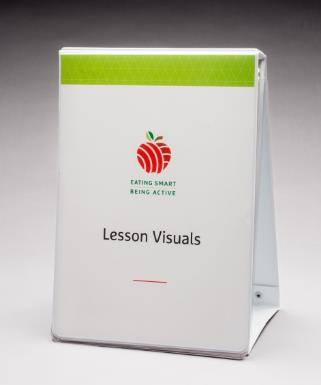 EATING SMART
BEING ACTIVE
Lesson Visuals